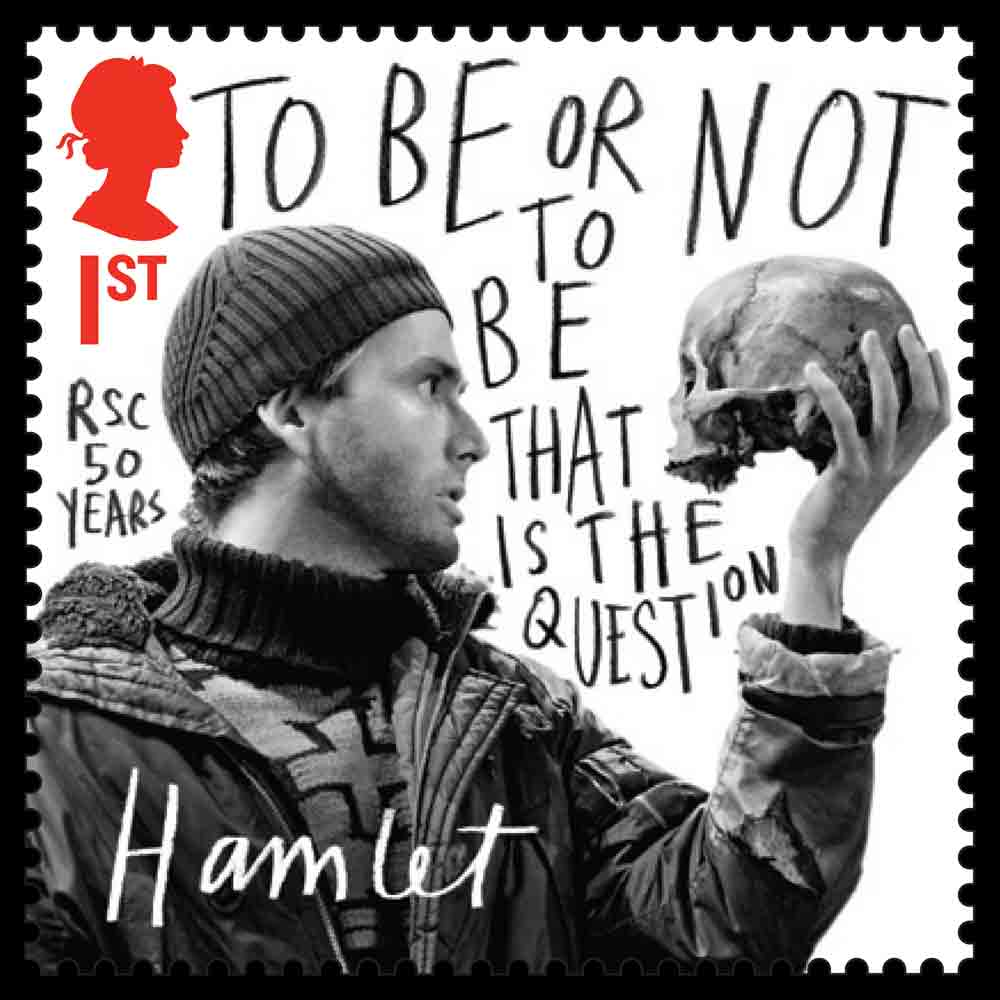 TO BE OR NOT
TO
BE
THAT
IS THE
QUESTION
1ST
RSC
50
YEARS
Hamlet